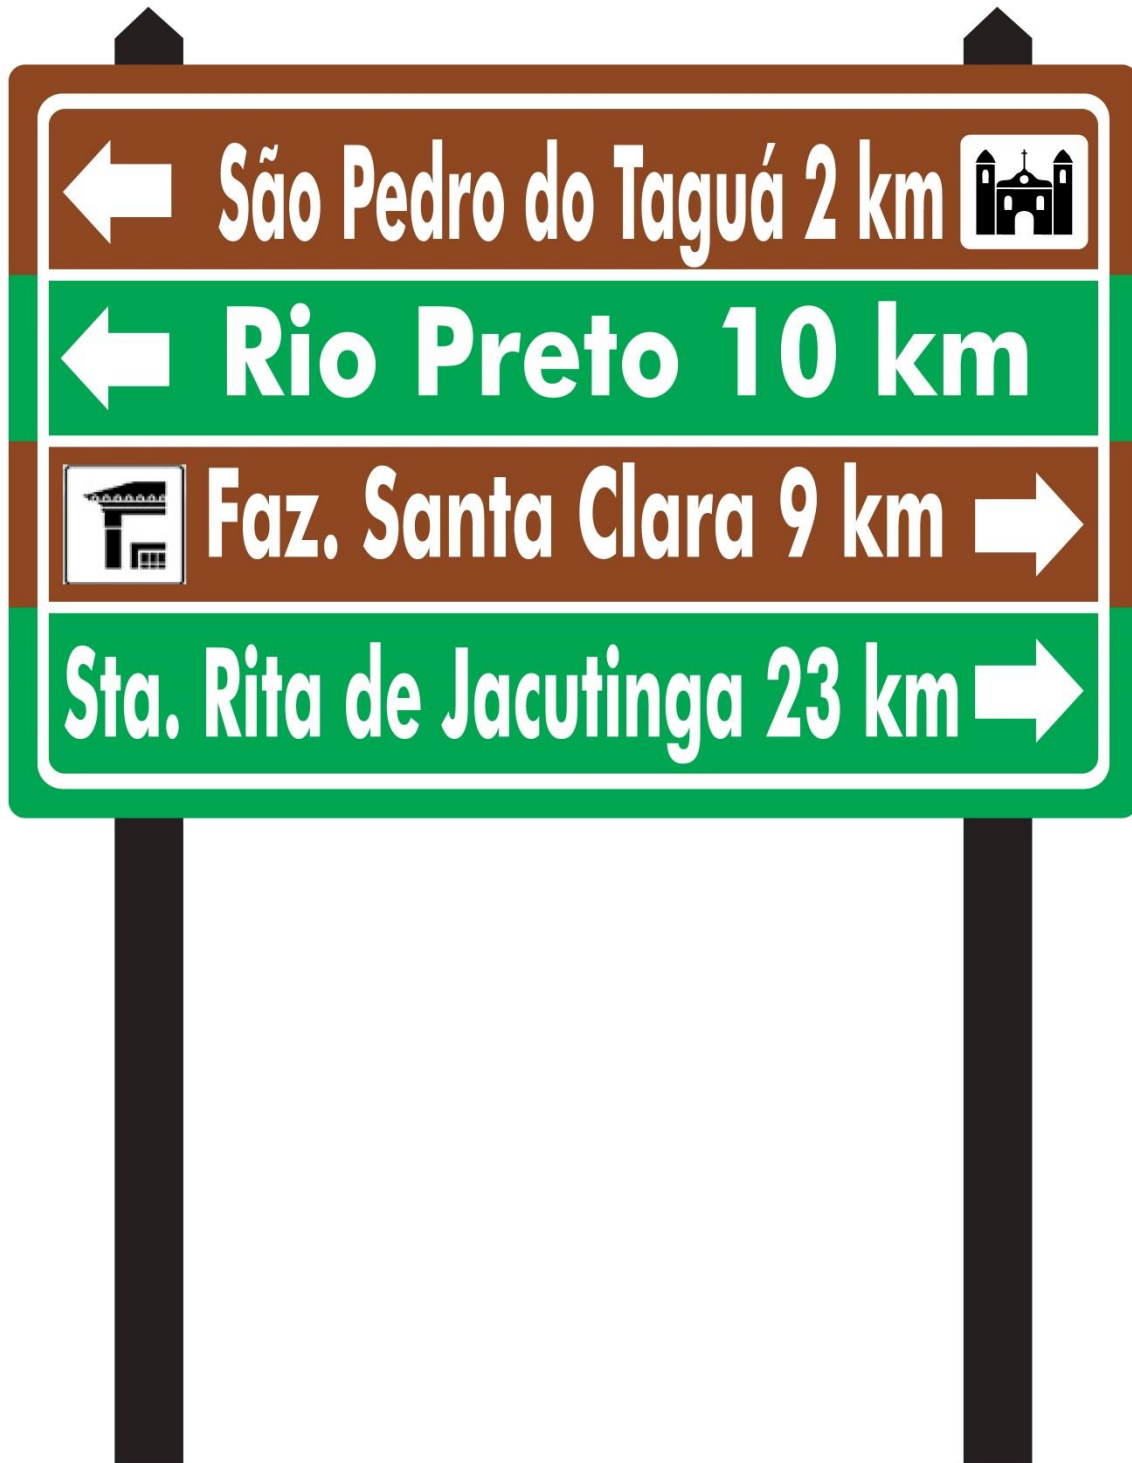 São Pedro do Taguá 2 km
Rio Preto 10 km
Faz. Santa Clara 9 km
Sta. Rita de Jacutinga 23 km